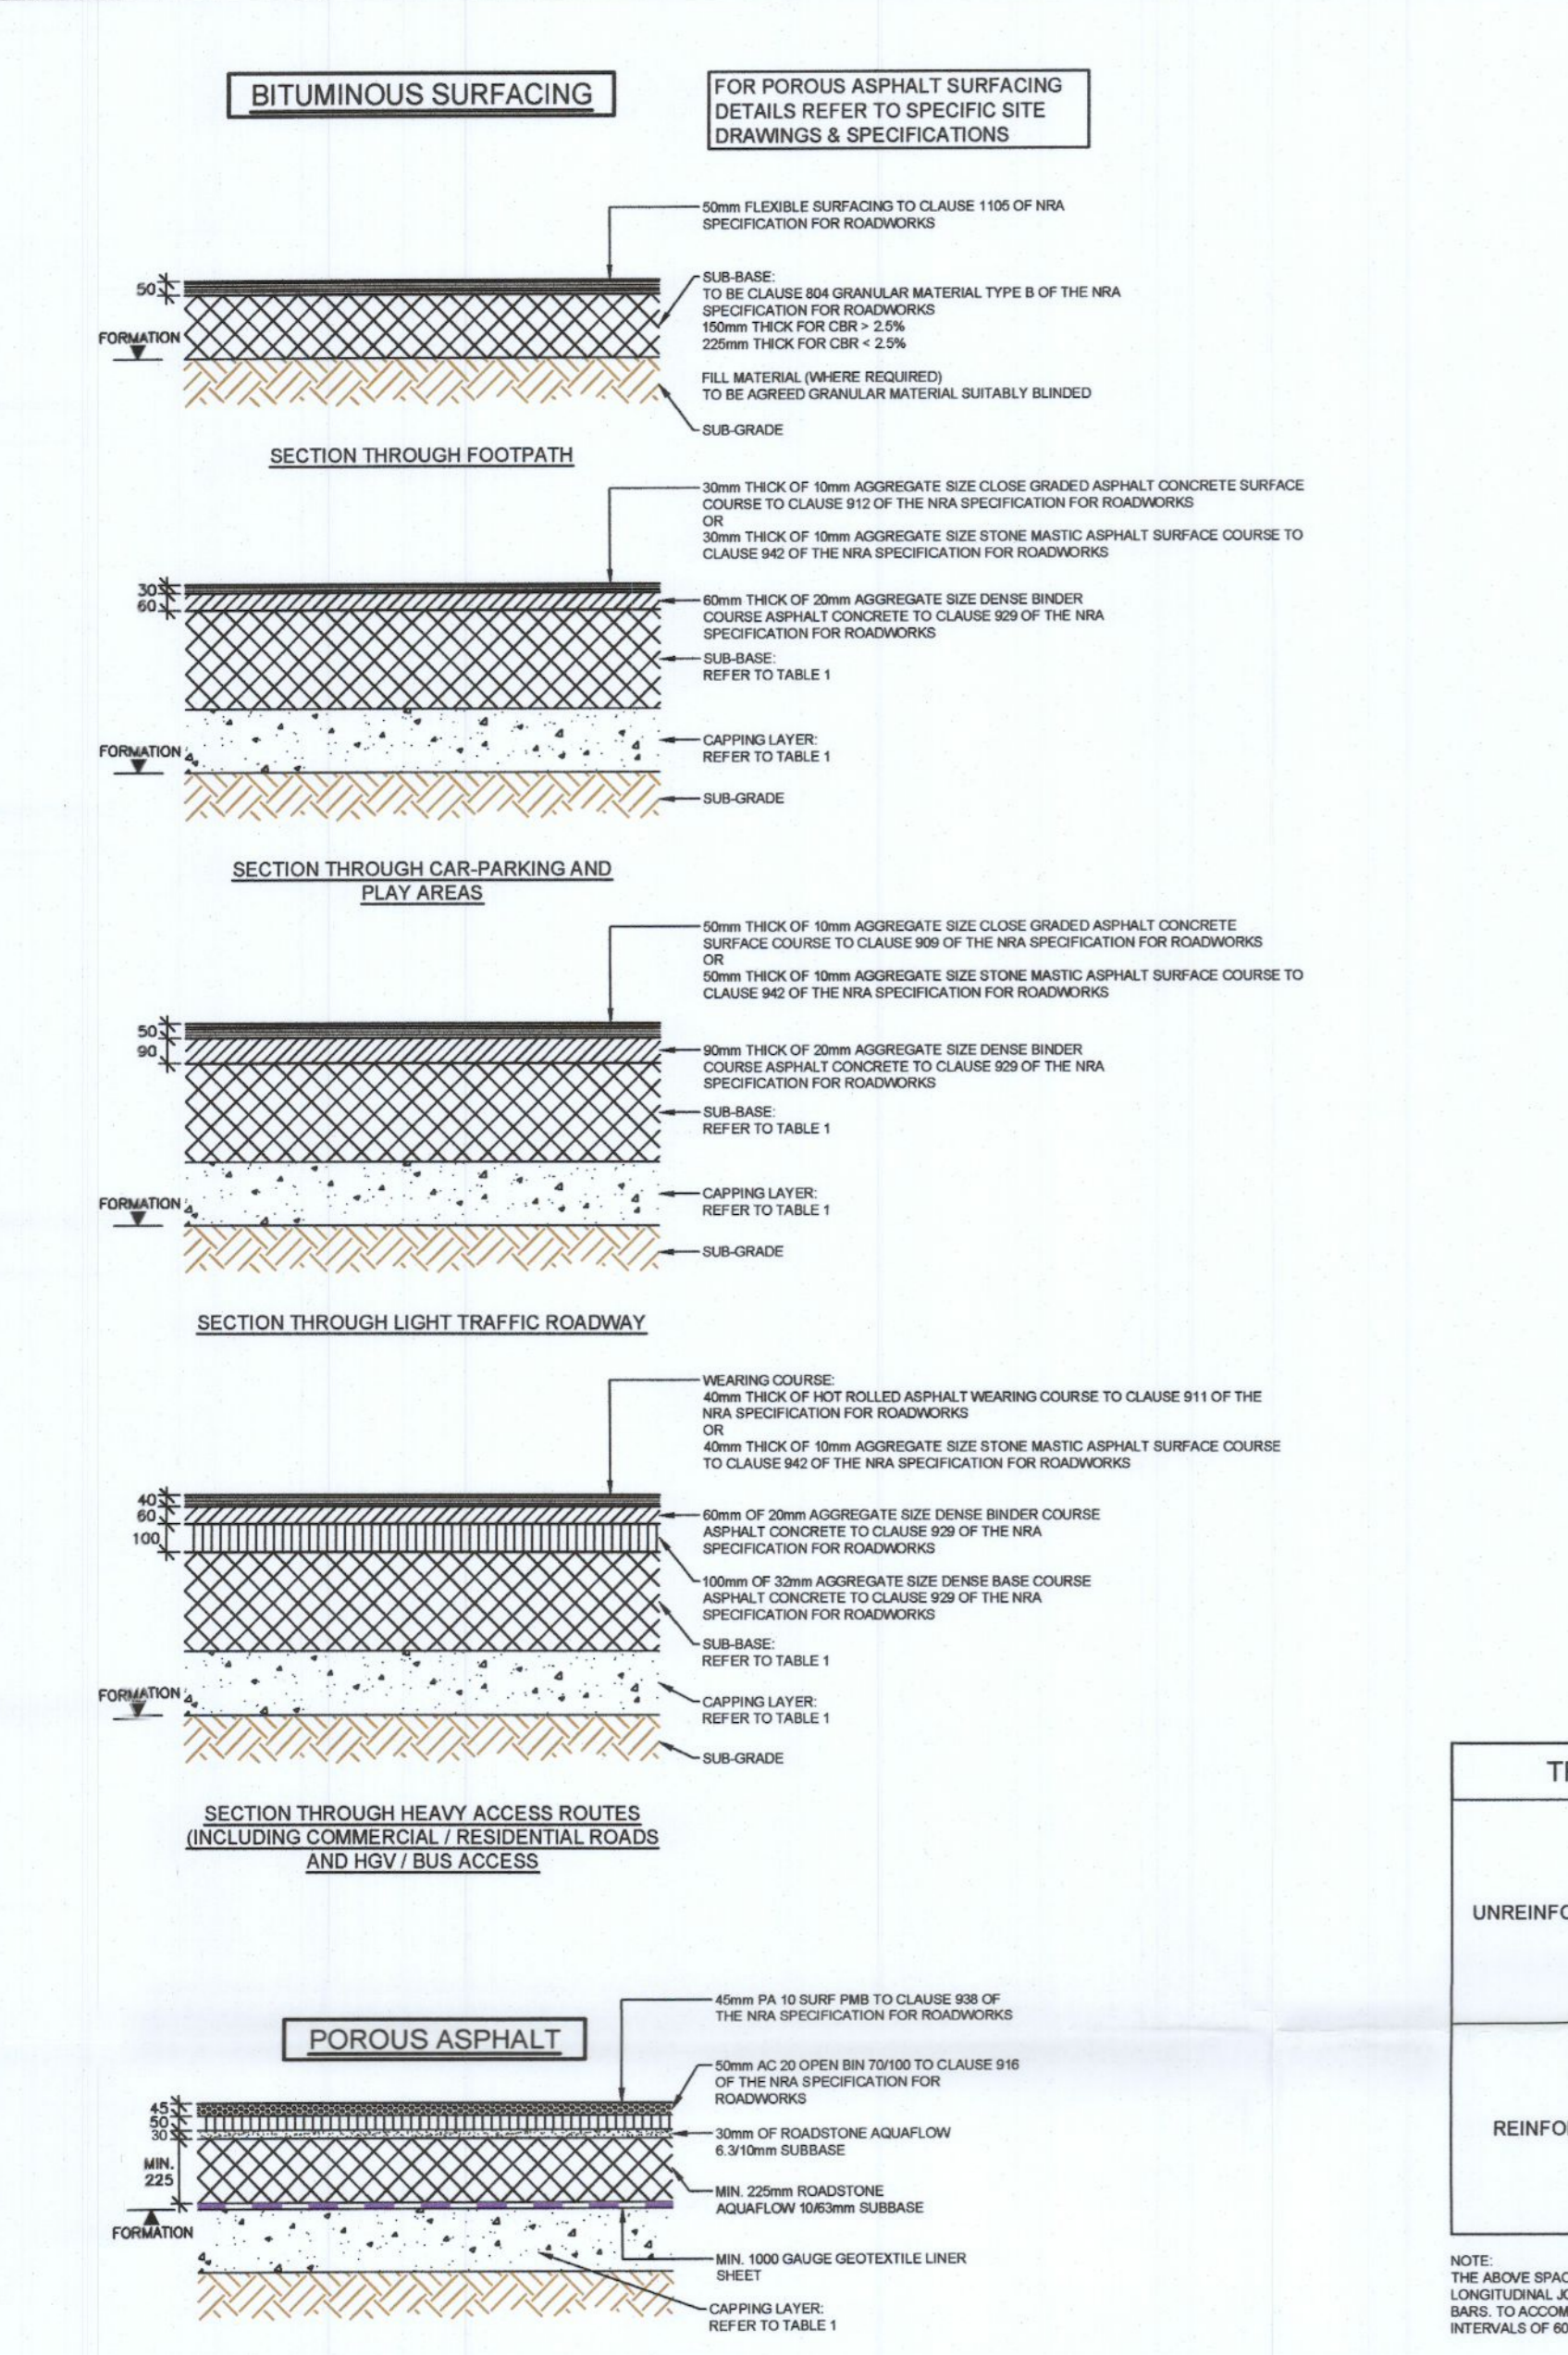 BITUMINOUS SURFACING
FOR POROUS ASPHALT SURFACING
DETAILS REFER TO SPECIFIC SITE
DRAWINGS & SPECIFICATIONS
50mm FLEXIBLE SURFACING TO CLAUSE 1105 OF NRA
SPECIFICATION FOR ROADWORKS
50
FORMATION
SUB-BASE:
TO BE CLAUSE 804 GRANULAR MATERIAL TYPE B OF THE NRA
SPECIFICATION FOR ROADWORKS
150mm THICK FOR CBR > 2.5%
225mm THICK FOR CBR < 2.5%
FILL MATERIAL (WHERE REQUIRED)
TO BE AGREED GRANULAR MATERIAL SUITABLY BLINDED
SUB-GRADE
SECTION THROUGH FOOTPATH
30mm THICK OF 10mm AGGREGATE SIZE CLOSE GRADED ASPHALT CONCRETE SURFACE
COURSE TO CLAUSE 912 OF THE NRA SPECIFICATION FOR ROADWORKS
OR
30mm THICK OF 10mm AGGREGATE SIZE STONE MASTIC ASPHALT SURFACE COURSE TO
CLAUSE 942 OF THE NRA SPECIFICATION FOR ROADWORKS
30
60
FORMATION
60mm THICK OF 20mm AGGREGATE SIZE DENSE BINDER
COURSE ASPHALT CONCRETE TO CLAUSE 929 OF THE NRA
SPECIFICATION FOR ROADWORKS
SUB-BASE:
REFER TO TABLE 1
CAPPING LAYER:
REFER TO TABLE 1
SUB-GRADE
SECTION THROUGH CAR-PARKING AND
PLAY AREAS
50mm THICK OF 10mm AGGREGATE SIZE CLOSE GRADED ASPHALT CONCRETE
SURFACE COURSE TO CLAUSE 909 OF THE NRA SPECIFICATION FOR ROADWORKS
OR
50mm THICK OF 10mm AGGREGATE SIZE STONE MASTIC ASPHALT SURFACE COURSE TO
CLAUSE 942 OF THE NRA SPECIFICATION FOR ROADWORKS
50
90
FORMATION
90mm THICK OF 20mm AGGREGATE SIZE DENSE BINDER
COURSE ASPHALT CONCRETE TO CLAUSE 929 OF THE NRA
SPECIFICATION FOR ROADWORKS
SUB-BASE:
REFER TO TABLE 1
CAPPING LAYER:
REFER TO TABLE 1
SUB-GRADE
SECTION THROUGH LIGHT TRAFFIC ROADWAY
WEARING COURSE:
40mm THICK OF HOT ROLLED ASPHALT WEARING COURSE TO CLAUSE 911 OF THE
NRA SPECIFICATION FOR ROADWORKS
OR
40mm THICK OF 10mm AGGREGATE SIZE STONE MASTIC ASPHALT SURFACE COURSE
TO CLAUSE 942 OF THE NRA SPECIFICATION FOR ROADWORKS
40
60
100
FORMATION
60mm OF 20mm AGGREGATE SIZE DENSE BINDER COURSE
ASPHALT CONCRETE TO CLAUSE 929 OF THE NRA
SPECIFICATION FOR ROADWORKS
100mm OF 32mm AGGREGATE SIZE DENSE BASE COURSE
ASPHALT CONCRETE TO CLAUSE 929 OF THE NRA
SPECIFICATION FOR ROADWORKS
SUB-BASE:
REFER TO TABLE 1
CAPPING LAYER:
REFER TO TABLE 1
SUB-GRADE
SECTION THROUGH HEAVY ACCESS ROUTES
(INCLUDING COMMERCIAL / RESIDENTIAL ROADS
AND HGV / BUS ACCESS
POROUS ASPHALT
45mm PA 10 SURF PMB TO CLAUSE 938 OF
THE NRA SPECIFICATION FOR ROADWORKS
50mm AC 20 OPEN BIN 70/100 TO CLAUSE 916
OF THE NRA SPECIFICATION FOR
ROADWORKS
45
50
30
MIN.
225
FORMATION
30mm OF ROADSTONE AQUAFLOW
6.3/10mm SUBBASE
MIN. 225mm ROADSTONE
AQUAFLOW 10/63mm SUBBASE
MIN. 1000 GAUGE GEOTEXTILE LINER
SHEET
CAPPING LAYER:
REFER TO TABLE 1
NOTE:
THE ABOVE
LONGITUDINAL
BARS. TO
INTERVALS OF